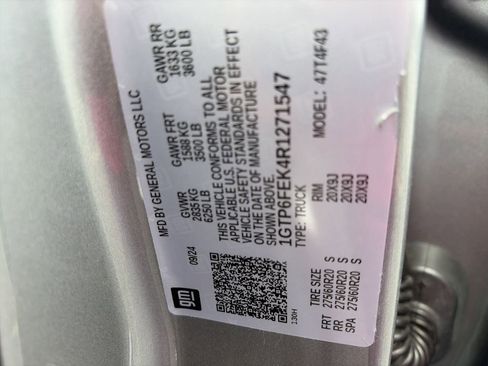 MFD BY GENERAL MOTORS LLC
gm
09/24
GVWR
2835 KG
6250 LB
GAWR FRT
1588 KG
3500 LB
GAWR RR
1633 KG
3600 LB
THIS VEHICLE CONFORMS TO ALL
APPLICABLE U.S. FEDERAL MOTOR
VEHICLE SAFETY STANDARDS IN EFFECT
ON THE DATE OF MANUFACTURE
SHOWN ABOVE.
1GTP6FEK4R1271547
TYPE: TRUCK
MODEL: 47T4F43
130H
TIRE SIZE RIM
FRT 275/60R20 S 20X9J
RR 275/60R20 S 20X9J
SPA 275/60R20 S 20X9J